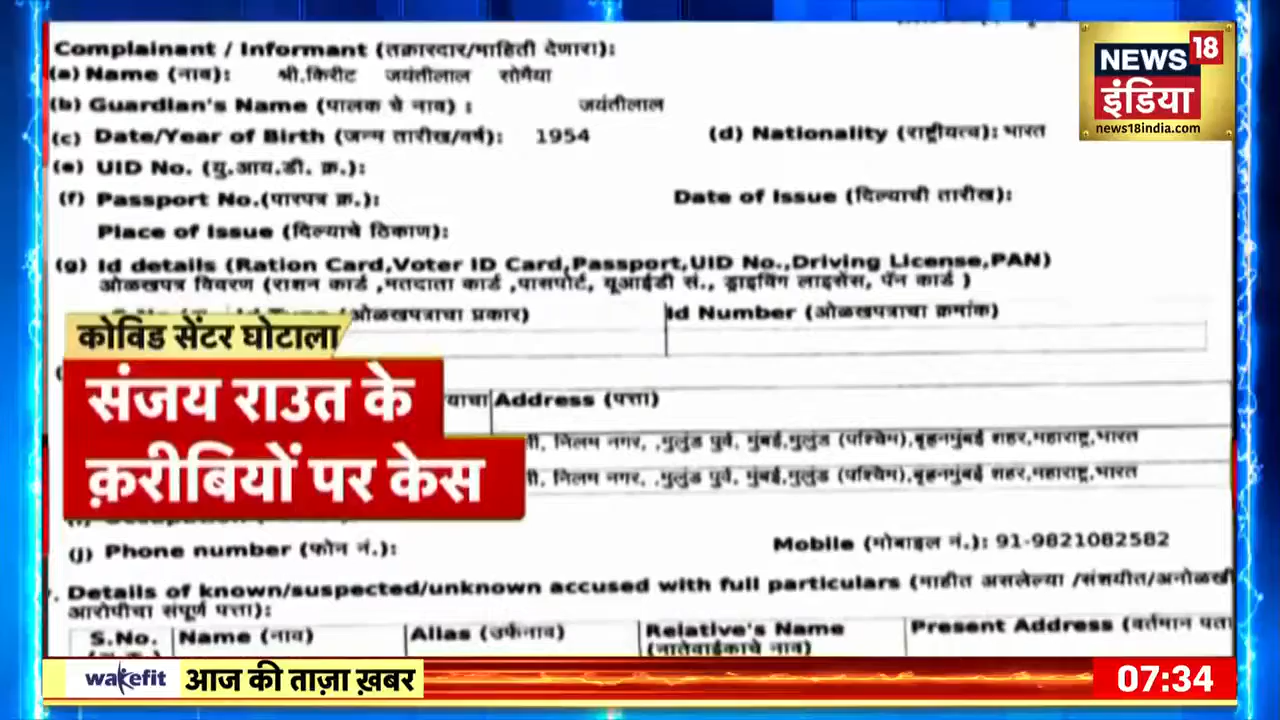 Complainant / Informant (तक्रारदार/माहिती देणारा):
(a) Name (नाव): श्री.किरीट जयंतीलाल सोमैया
(b) Guardian's Name (पालक चे नाव) : जयंतीलाल
(c) Date/Year of Birth (जन्म तारीख/वर्ष): 1954 (d) Nationality (राष्ट्रीयत्व): भारत
(e) UID No. (यु.आय.डी. क्र.):
(f) Passport No.(पारपत्र क्र.): Date of Issue (दिल्याची तारीख):
Place of Issue (दिल्याचे ठिकाण):
(g) Id details (Ration Card,Voter ID Card,Passport,UID No.,Driving License,PAN)
ओळखपत्र विवरण (राशन कार्ड ,मतदाता कार्ड ,पासपोर्ट, यूआईडी सं., ड्राइविंग लाइसेंस, पॅन कार्ड )
(ओळखपत्राचा प्रकार) Id Number (ओळखपत्राचा क्रमांक)
Address (पत्ता)
निलम नगर, ,मुलुंड पुर्व, मुंबई,मुलुंड (पश्चिम),बृहनमुंबई शहर,महाराष्ट्र,भारत
निलम नगर, ,मुलुंड पुर्व, मुंबई,मुलुंड (पश्चिम),बृहनमुंबई शहर,महाराष्ट्र,भारत
(j) Phone number (फोन नं.): Mobile (मोबाइल नं.): 91-9821082582
Details of known/suspected/unknown accused with full particulars (माहीत असलेल्या /संशयीत/अनोळखी
आरोपीचा संपूर्ण पत्ता):
S.No. Name (नाव) Alias (उर्फनाव) Relative's Name Present Address (वर्तमान पता
(नातेवाईकाचे नाव)
NEWS 18
इंडिया
news18india.com
कोविड सेंटर घोटाला
संजय राउत के
क़रीबियों पर केस
wakefit आज की ताज़ा ख़बर 07:34